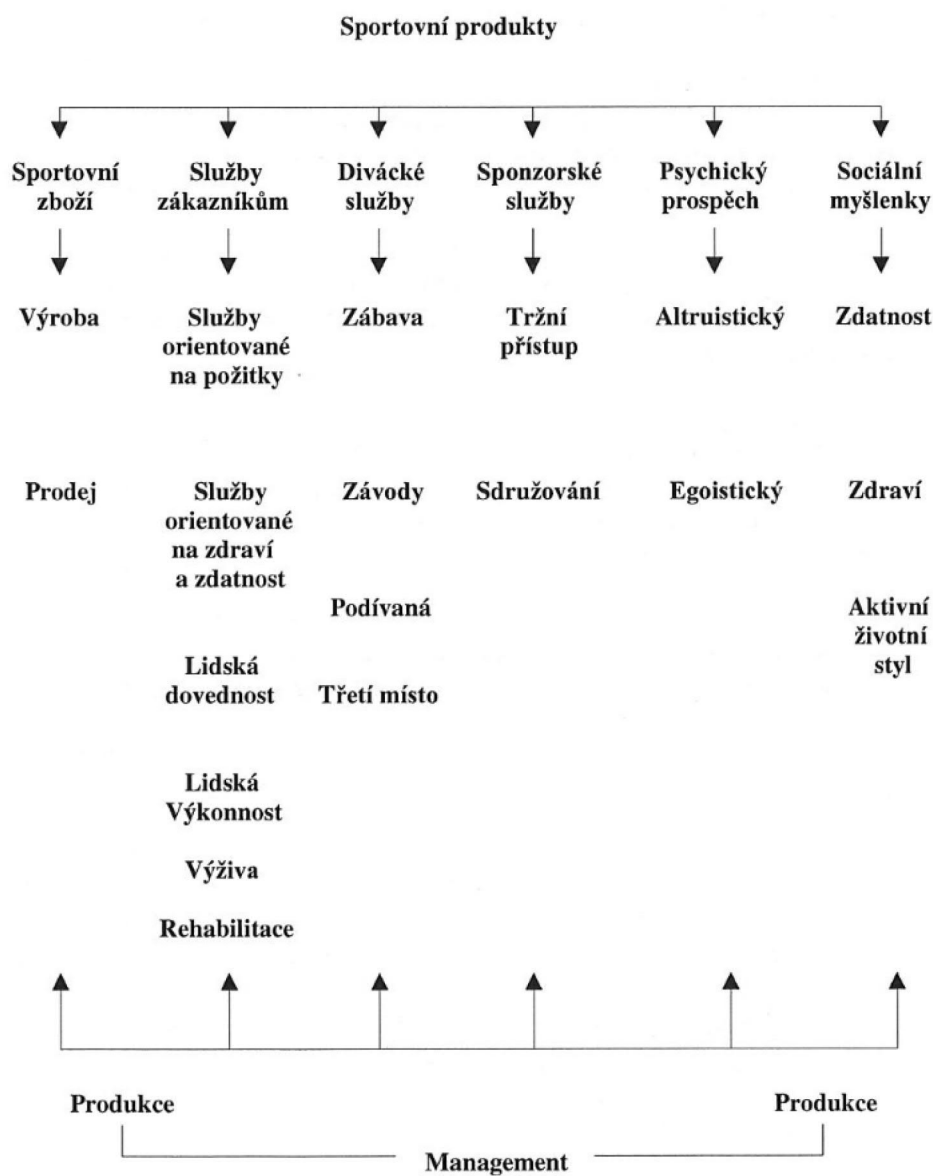 Sportovní produkty
Sportovní
zboží
Služby
zákazníkům
Divácké
služby
Sponzorské
služby
Psychický
prospěch
Sociální
myšlenky
Výroba
Služby
orientované
na požitky
Zábava
Tržní
přístup
Altruistický
Zdatnost
Prodej
Služby
orientované
na zdraví
a zdatnost
Závody
Sdružování
Egoistický
Zdraví
Podívaná
Aktivní
životní
styl
Lidská
dovednost
Třetí místo
Lidská
Výkonnost
Výživa
Rehabilitace
Produkce
Produkce
Management